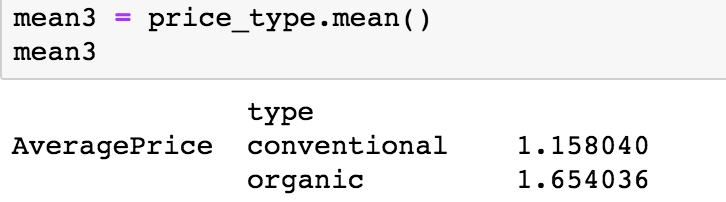 mean3 = price_type.mean()
mean3
type
AveragePrice conventional 1.158040
organic 1.654036